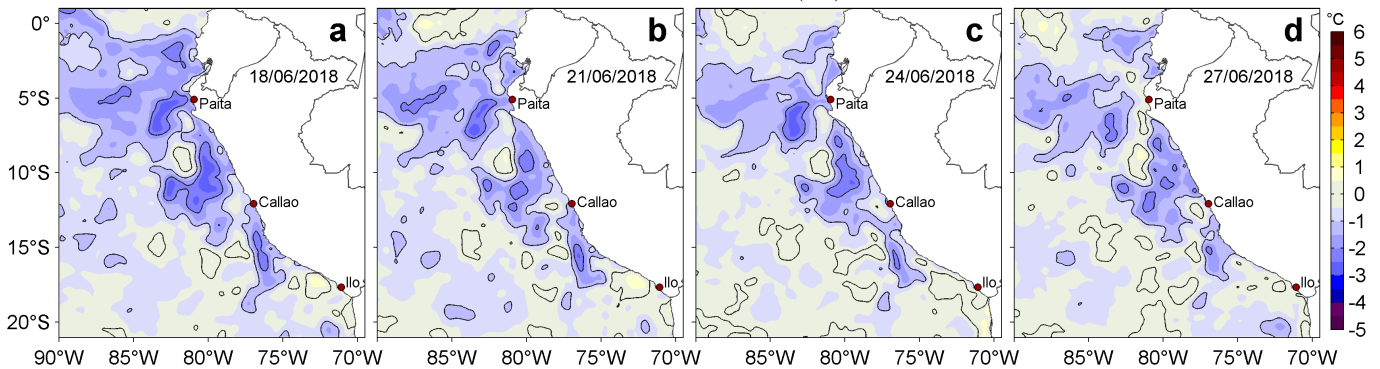 a b c d °C
0° 6
5
18/06/2018 21/06/2018 24/06/2018 27/06/2018 4
5°S Paita Paita Paita Paita 3
2
10°S 1
0
Callao Callao Callao Callao -1
15°S -2
Ilo Ilo Ilo Ilo -3
-4
20°S -5
90°W 85°W 80°W 75°W 70°W 85°W 80°W 75°W 70°W 85°W 80°W 75°W 70°W 85°W 80°W 75°W 70°W